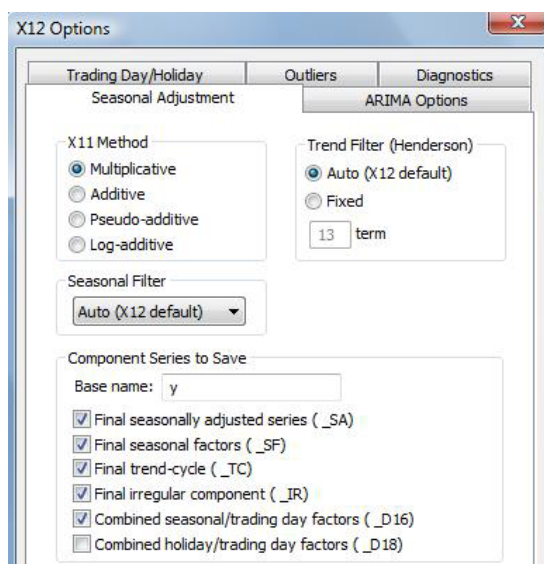 X12 Options
X
Trading Day/Holiday
Outliers
Diagnostics
Seasonal Adjustment
ARIMA Options
X11 Method
Multiplicative
Additive
Pseudo-additive
Log-additive
Trend Filter (Henderson)
Auto (X12 default)
Fixed
13 term
Seasonal Filter
Auto (X12 default)
Component Series to Save
Base name: y
Final seasonally adjusted series ( _SA)
Final seasonal factors ( _SF)
Final trend-cycle ( _TC)
Final irregular component ( _IR)
Combined seasonal/trading day factors ( _D16)
Combined holiday/trading day factors ( _D18)